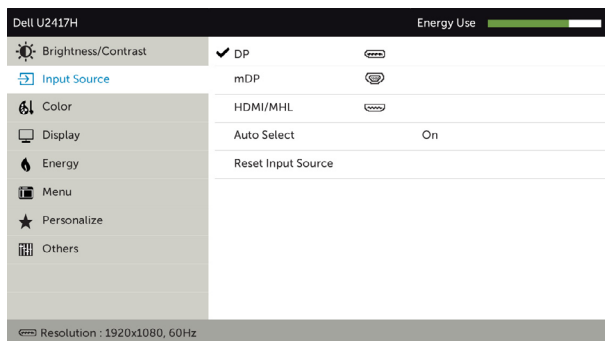 Dell U2417H Energy Use
Brightness/Contrast
Input Source
Color
Display
Energy
Menu
Personalize
Others
DP
mDP
HDMI/MHL
Auto Select On
Reset Input Source
Resolution : 1920x1080, 60Hz